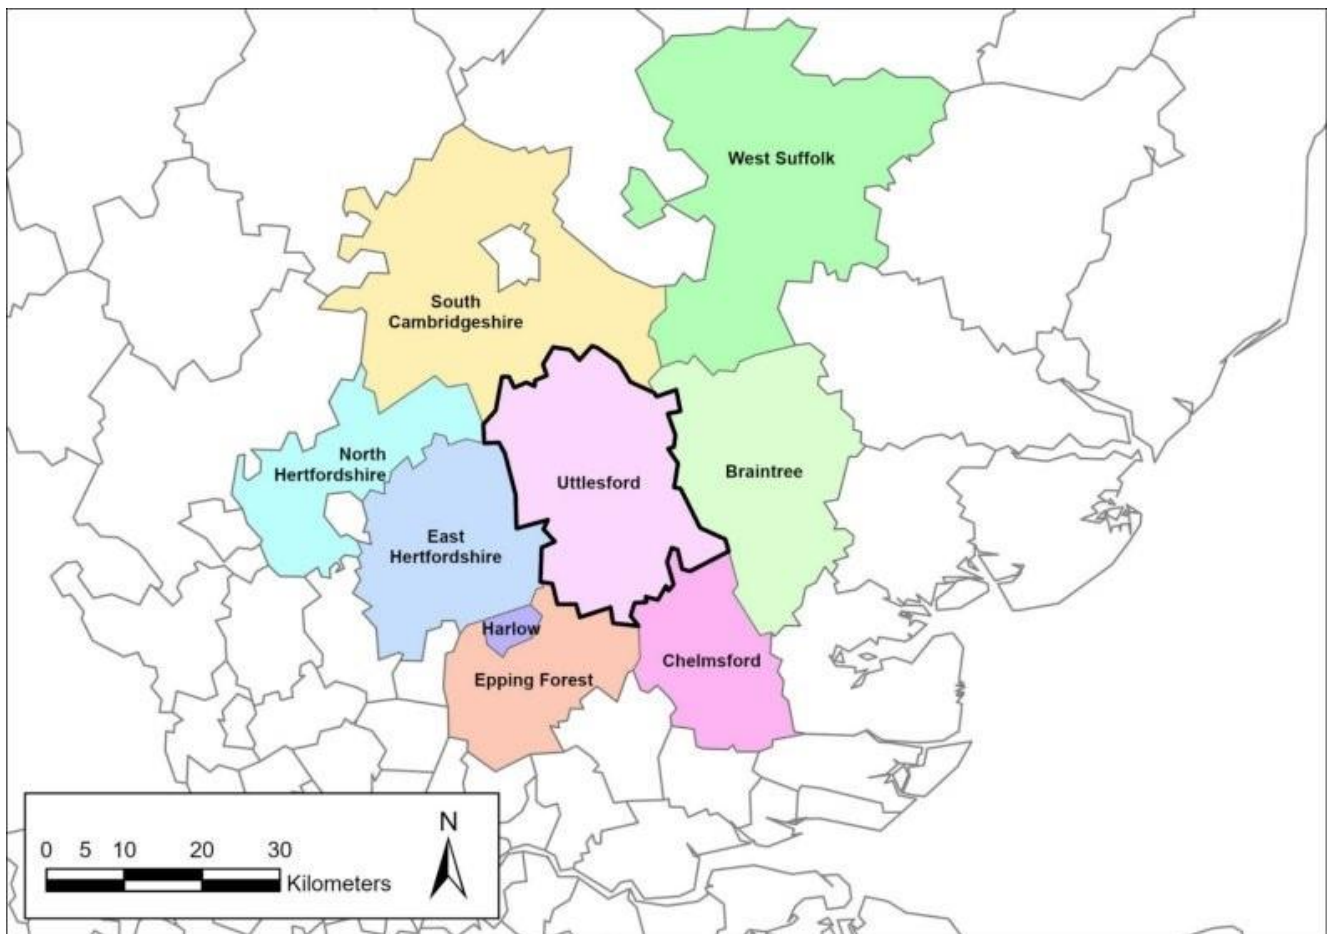 West Suffolk
South
Cambridgeshire
North
Hertfordshire
Braintree
Uttlesford
East
Hertfordshire
Harlow
Chelmsford
Epping Forest
N
0 5 10 20 30
Kilometers